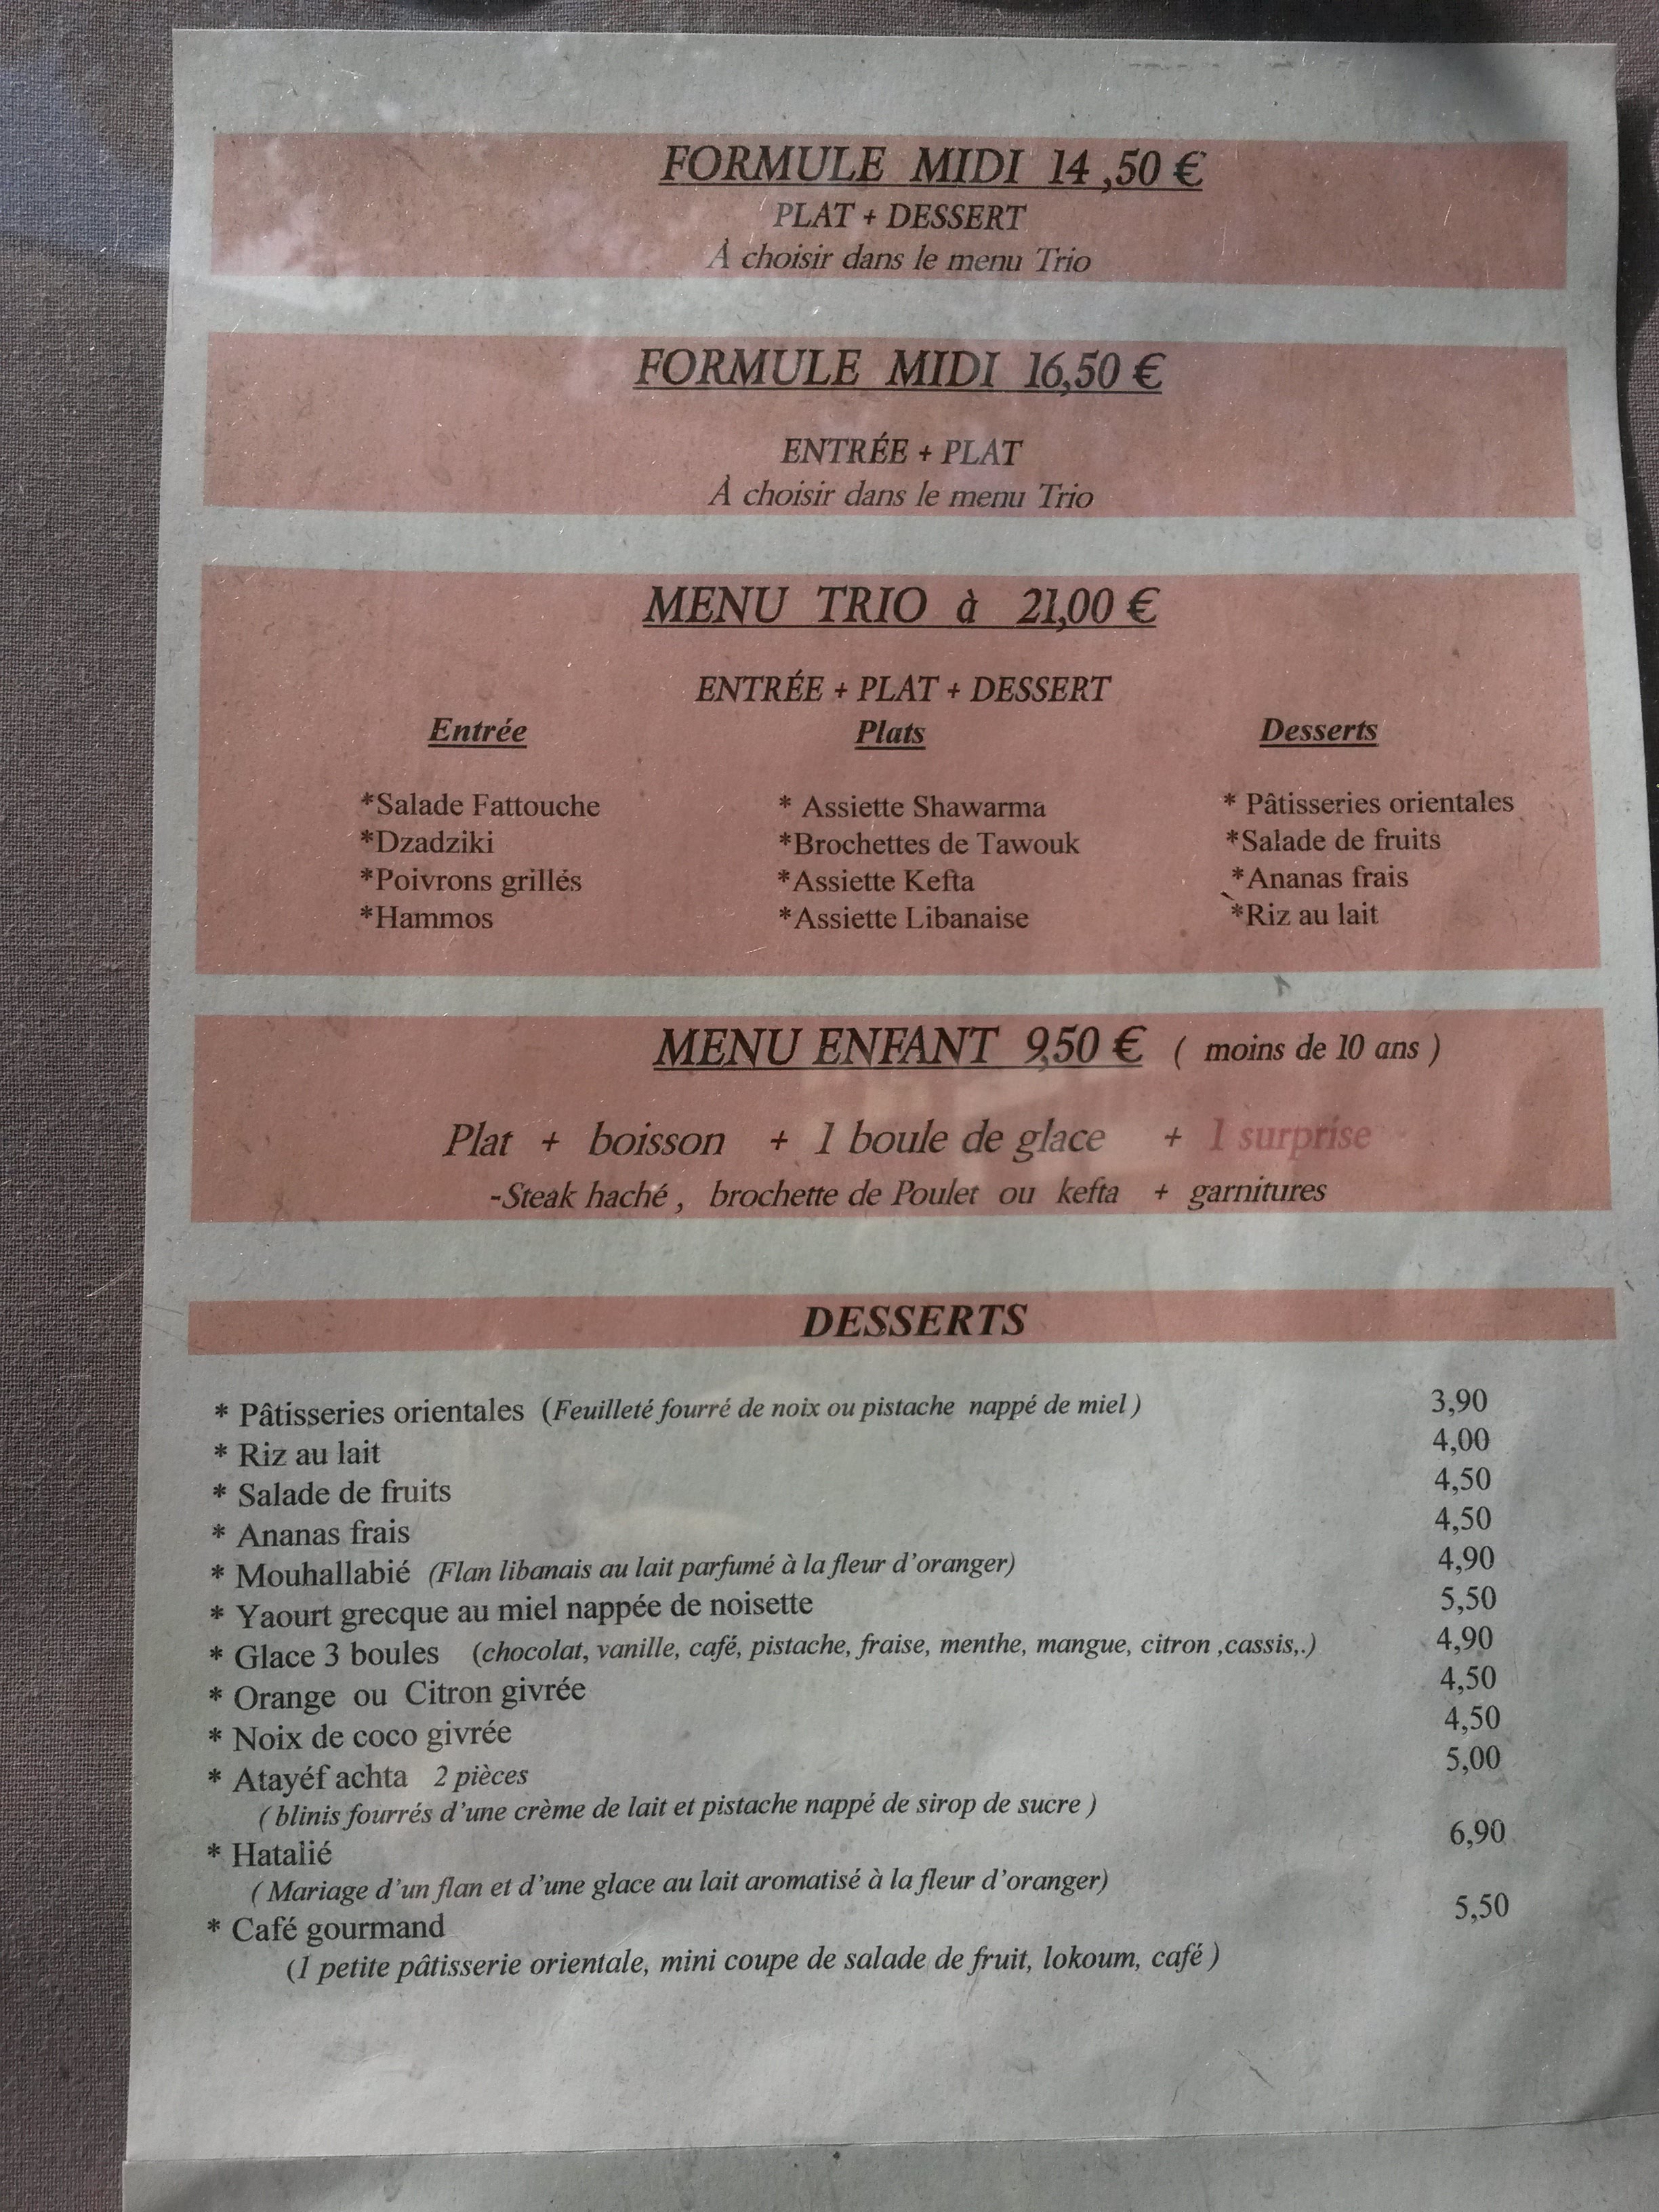 FORMULE MIDI 14 ,50 €
PLAT + DESSERT
À choisir dans le menu Trio
FORMULE MIDI 16,50 €
ENTRÉE + PLAT
À choisir dans le menu Trio
MENU TRIO à 21,00 €
ENTRÉE + PLAT + DESSERT
Entrée Plats Desserts
*Salade Fattouche * Assiette Shawarma * Pâtisseries orientales
*Dzadziki *Brochettes de Tawouk *Salade de fruits
*Poivrons grillés *Assiette Kefta *Ananas frais
*Hammos *Assiette Libanaise *Riz au lait
MENU ENFANT 9,50 € ( moins de 10 ans )
Plat + boisson + 1 boule de glace + 1 surprise
-Steak haché , brochette de Poulet ou kefta + garnitures
DESSERTS
* Pâtisseries orientales (Feuilleté fourré de noix ou pistache nappé de miel ) 3,90
* Riz au lait 4,00
* Salade de fruits 4,50
* Ananas frais 4,50
* Mouhallabié (Flan libanais au lait parfumé à la fleur d'oranger) 4,90
* Yaourt grecque au miel nappée de noisette 5,50
* Glace 3 boules (chocolat, vanille, café, pistache, fraise, menthe, mangue, citron ,cassis,.) 4,90
* Orange ou Citron givrée 4,50
* Noix de coco givrée 4,50
* Atayéf achta 2 pièces 5,00
( blinis fourrés d'une crème de lait et pistache nappé de sirop de sucre )
* Hatalié 6,90
( Mariage d'un flan et d'une glace au lait aromatisé à la fleur d'oranger)
* Café gourmand 5,50
(1 petite pâtisserie orientale, mini coupe de salade de fruit, lokoum, café )